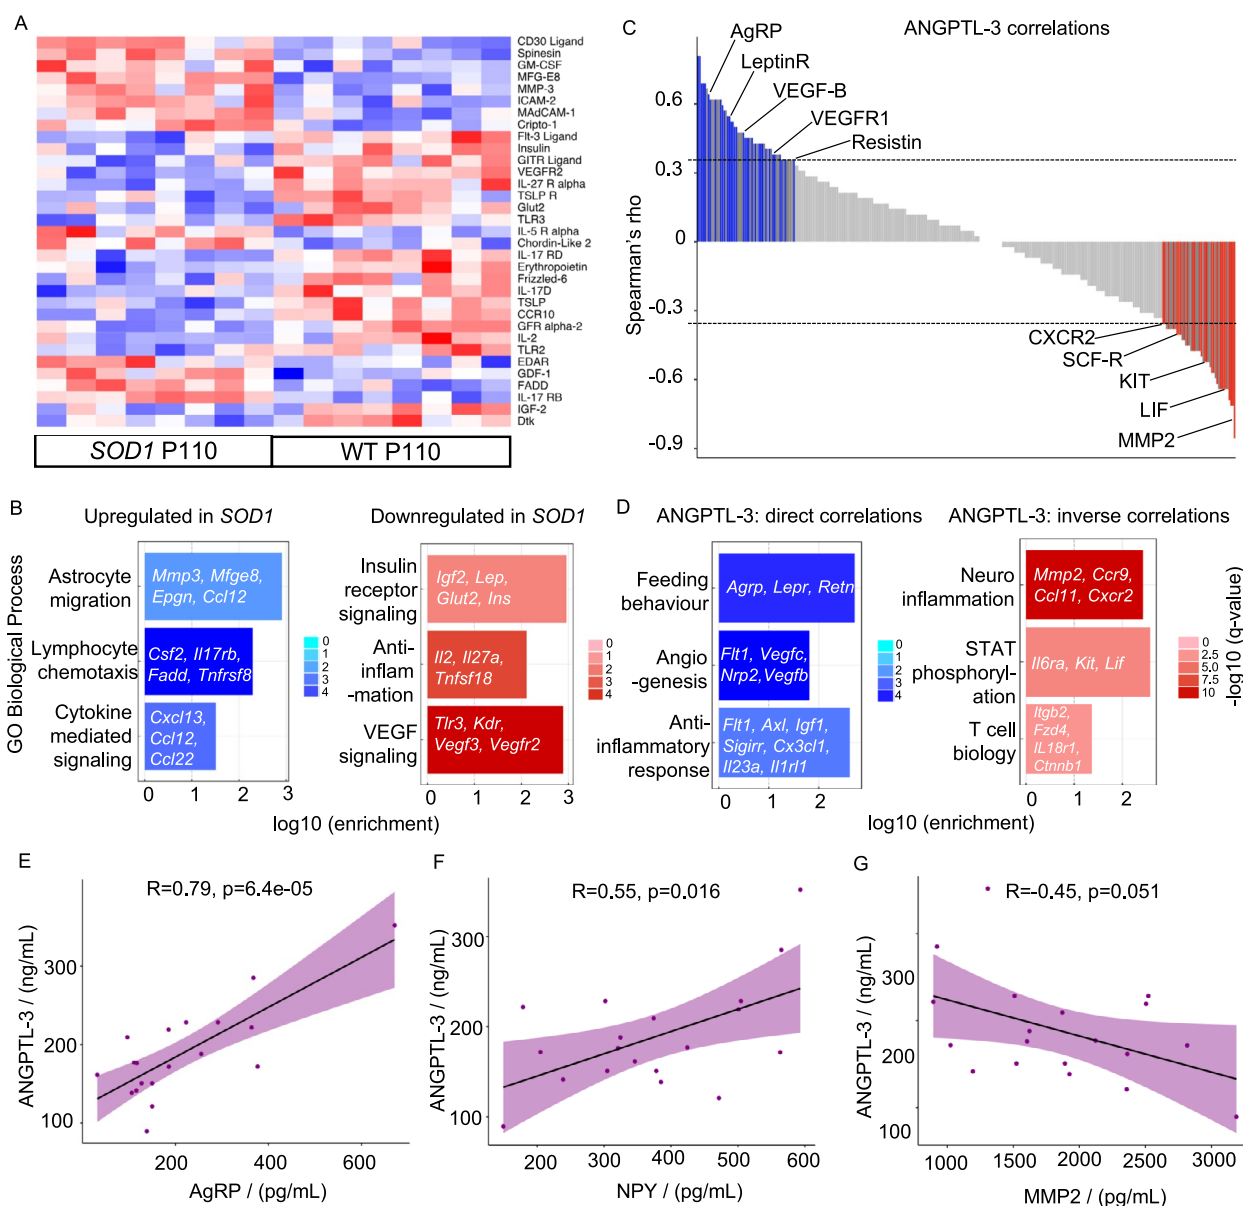 A
CD30 Ligand
Spinesin
GM-CSF
MFG-E8
MMP-3
ICAM-2
MAdCAM-1
Cripto-1
Flt-3 Ligand
Insulin
GITR Ligand
VEGFR2
IL-27 R alpha
TSLP R
Glut2
TLR3
IL-5 R alpha
Chordin-Like 2
IL-17 RD
Erythropoietin
Frizzled-6
IL-17D
TSLP
CCR10
GFR alpha-2
IL-2
TLR2
EDAR
GDF-1
FADD
IL-17 RB
IGF-2
Dtk
SOD1 P110
WT P110
C
ANGPTL-3 correlations
Spearman's rho
0.6
0.3
0
-0.3
-0.6
-0.9
AgRP
LeptinR
VEGF-B
VEGFR1
Resistin
CXCR2
SCF-R
KIT
LIF
MMP2
B
GO Biological Process
Upregulated in SOD1
Astrocyte
migration
Mmp3, Mfge8,
Epgn, Ccl12
Lymphocyte
chemotaxis
Csf2, Il17rb,
Fadd, Tnfrsf8
Cytokine
mediated
signaling
Cxcl13,
Ccl12,
Ccl22
0
1
2
3
4
0 1 2 3
Downregulated in SOD1
Insulin
receptor
signaling
Igf2, Lep,
Glut2, Ins
Anti-
inflam
-mation
Il2, Il27a,
Tnfsf18
VEGF
signaling
Tlr3, Kdr,
Vegf3, Vegfr2
0
1
2
3
4
0 1 2 3
log10 (enrichment)
D
ANGPTL-3: direct correlations
Feeding
behaviour
Agrp, Lepr, Retn
Angio
-genesis
Flt1, Vegfc,
Nrp2,Vegfb
Anti-
inflammatory
response
Flt1, Axl, Igf1,
Sigirr, Cx3cl1,
Il23a, Il1rl1
0
1
2
3
4
0 1 2
ANGPTL-3: inverse correlations
Neuro
inflammation
Mmp2, Ccr9,
Ccl11, Cxcr2
STAT
phosphoryl-
ation
Il6ra, Kit, Lif
T cell
biology
Itgb2,
Fzd4,
IL18r1,
Ctnnb1
0
2.5
5.0
7.5
10
-log10 (q-value)
0 1 2
log10 (enrichment)
E
R=0.79, p=6.4e-05
ANGPTL-3 / (ng/mL)
300
200
100
200 400 600
AgRP / (pg/mL)
F
R=0.55, p=0.016
ANGPTL-3 / (ng/mL)
300
200
100
200 300 400 500 600
NPY / (pg/mL)
G
R=-0.45, p=0.051
ANGPTL-3 / (ng/mL)
300
200
100
1000 1500 2000 2500 3000
MMP2 / (pg/mL)